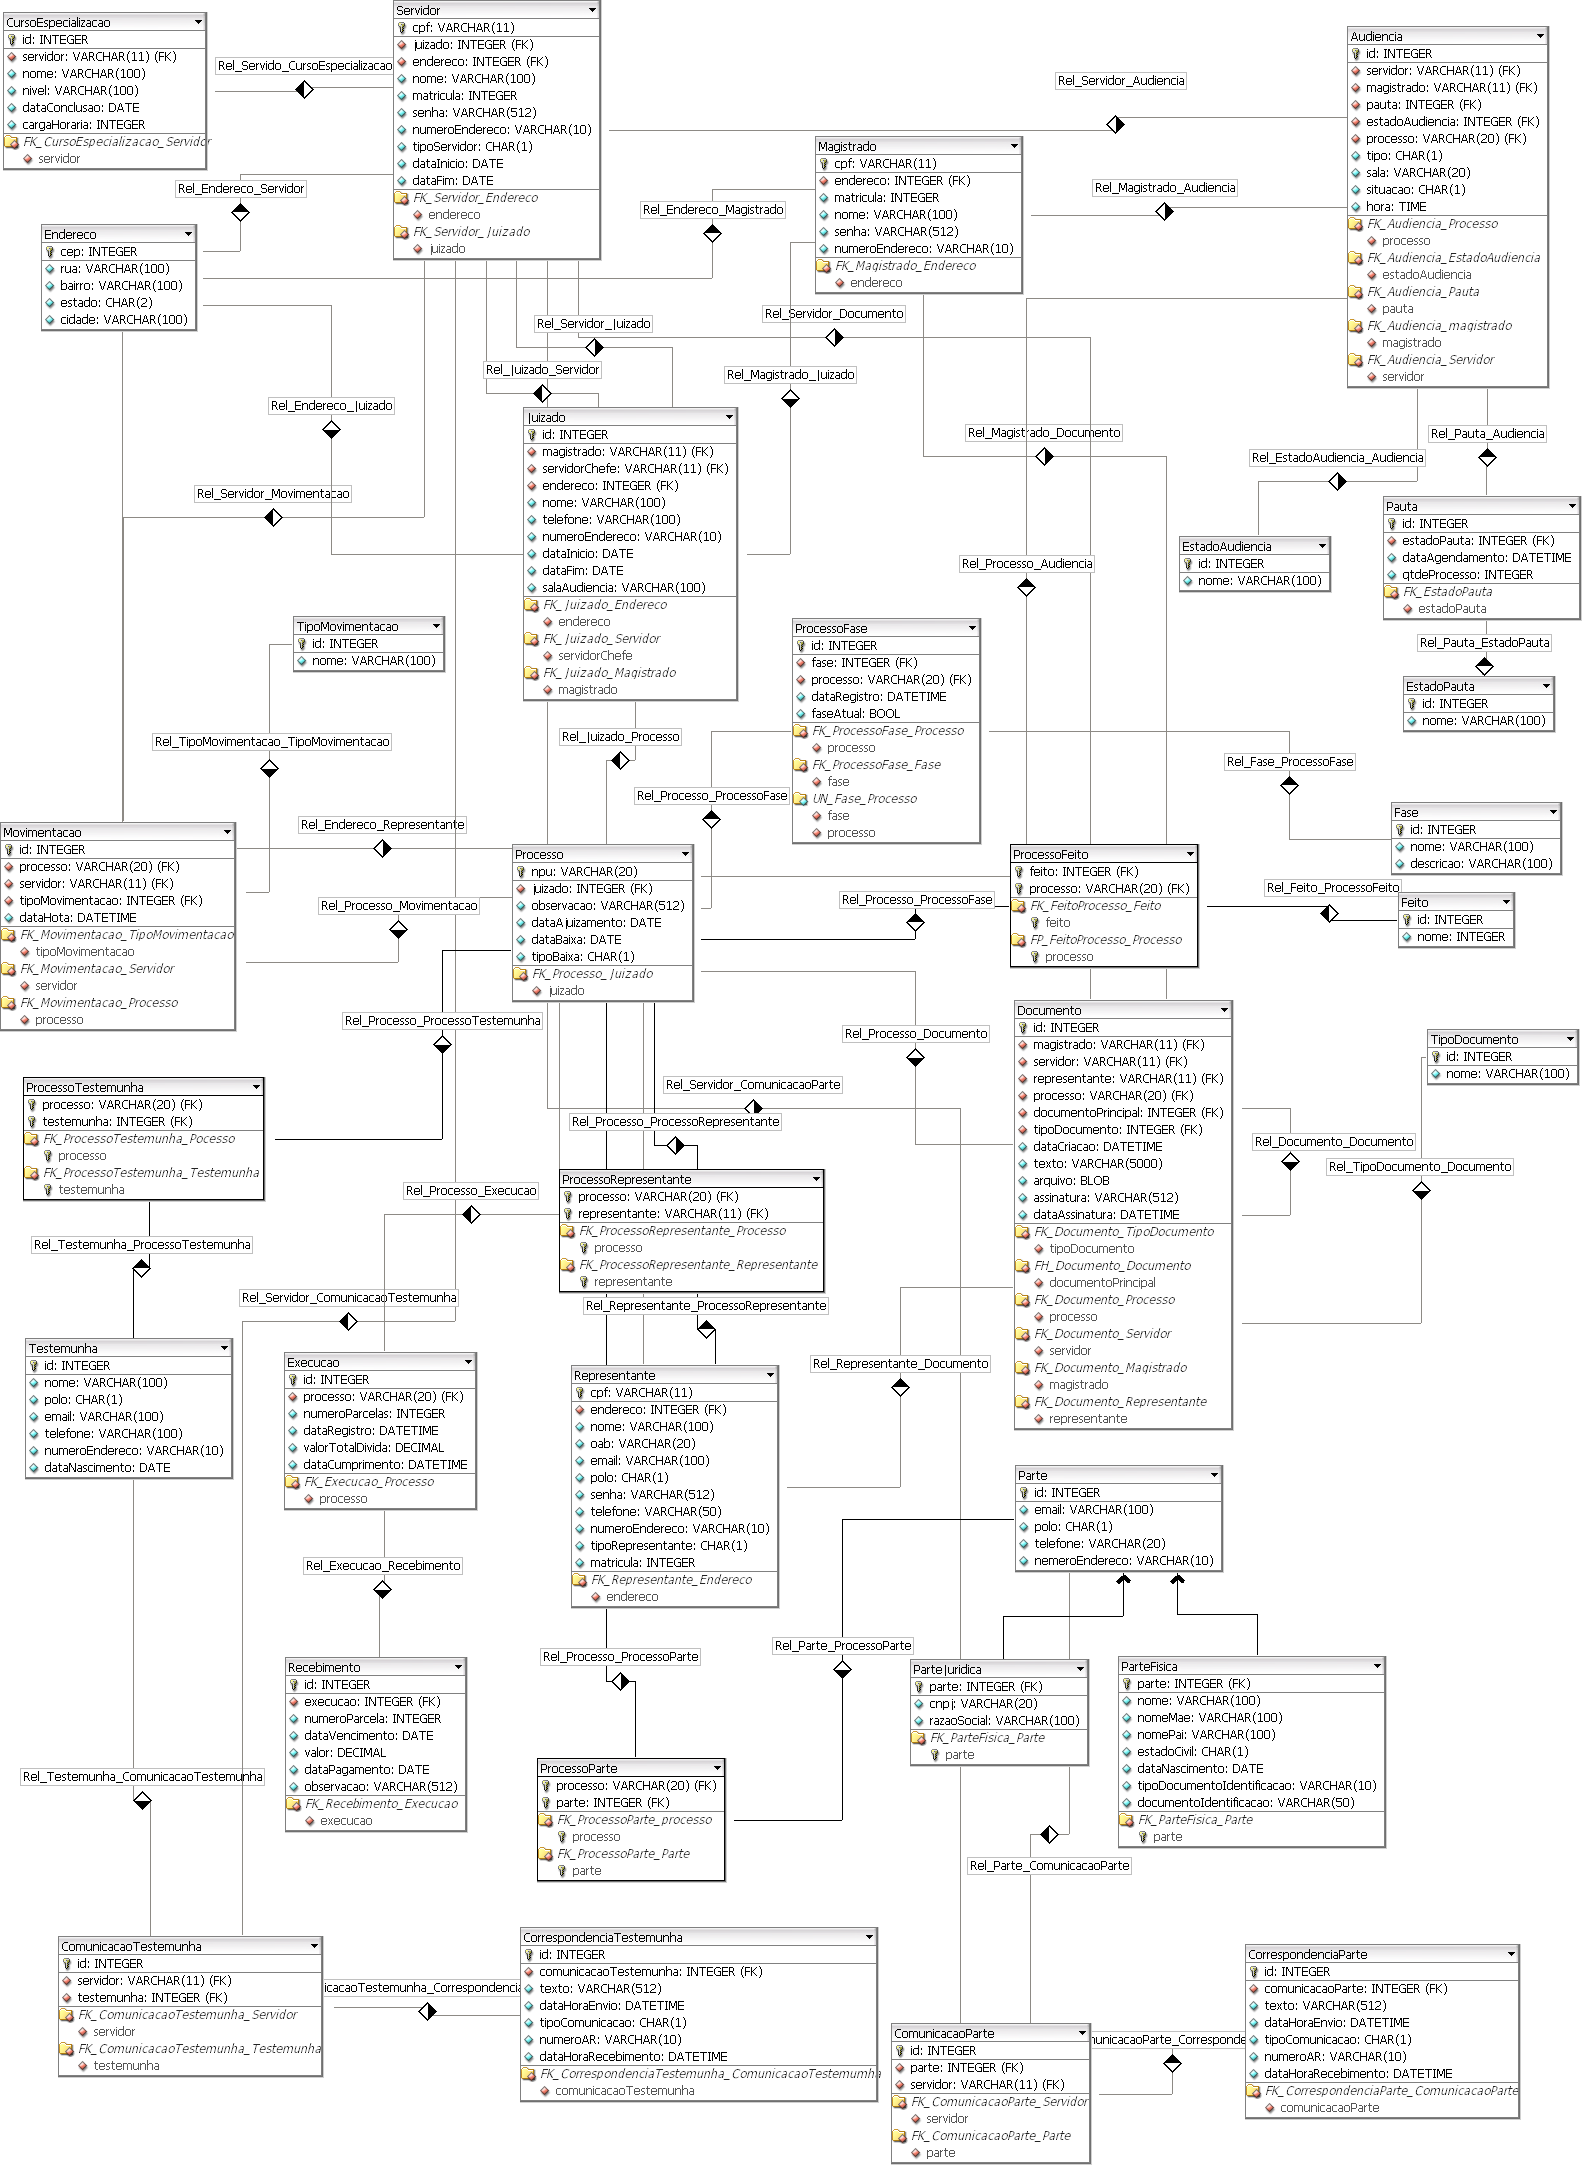 CursoEspecializacao
id: INTEGER
servidor: VARCHAR(11) (FK)
nome: VARCHAR(100)
nivel: VARCHAR(100)
dataConclusao: DATE
cargaHoraria: INTEGER
FK_CursoEspecializacao_Servidor
servidor
Rel_Servido_CursoEspecializacao
Servidor
cpf: VARCHAR(11)
juizado: INTEGER (FK)
endereco: INTEGER (FK)
nome: VARCHAR(100)
matricula: INTEGER
senha: VARCHAR(512)
numeroEndereco: VARCHAR(10)
tipoServidor: CHAR(1)
dataInicio: DATE
dataFim: DATE
FK_Servidor_Endereco
endereco
FK_Servidor_Juizado
juizado
Rel_Servidor_Audiencia
Audiencia
id: INTEGER
servidor: VARCHAR(11) (FK)
magistrado: VARCHAR(11) (FK)
pauta: INTEGER (FK)
estadoAudiencia: INTEGER (FK)
processo: VARCHAR(20) (FK)
tipo: CHAR(1)
sala: VARCHAR(20)
situacao: CHAR(1)
hora: TIME
FK_Audiencia_Processo
processo
FK_Audiencia_EstadoAudiencia
estadoAudiencia
FK_Audiencia_Pauta
pauta
FK_Audiencia_magistrado
magistrado
FK_Audiencia_Servidor
servidor
Magistrado
cpf: VARCHAR(11)
endereco: INTEGER (FK)
matricula: INTEGER
nome: VARCHAR(100)
senha: VARCHAR(512)
numeroEndereco: VARCHAR(10)
FK_Magistrado_Endereco
endereco
Rel_Endereco_Servidor
Rel_Endereco_Magistrado
Rel_Magistrado_Audiencia
Endereco
cep: INTEGER
rua: VARCHAR(100)
bairro: VARCHAR(100)
estado: CHAR(2)
cidade: VARCHAR(100)
Rel_Servidor_Juizado
Rel_Servidor_Documento
Rel_Juizado_Servidor
Rel_Magistrado_Juizado
Rel_Endereco_Juizado
Rel_Magistrado_Documento
Rel_Pauta_Audiencia
Rel_EstadoAudiencia_Audiencia
Rel_Servidor_Movimentacao
Juizado
id: INTEGER
magistrado: VARCHAR(11) (FK)
servidorChefe: VARCHAR(11) (FK)
endereco: INTEGER (FK)
nome: VARCHAR(100)
telefone: VARCHAR(100)
numeroEndereco: VARCHAR(10)
dataInicio: DATE
dataFim: DATE
salaAudiencia: VARCHAR(100)
FK_Juizado_Endereco
endereco
FK_Juizado_Servidor
servidorChefe
FK_Juizado_Magistrado
magistrado
Rel_Processo_Audiencia
EstadoAudiencia
id: INTEGER
nome: VARCHAR(100)
Pauta
id: INTEGER
estadoPauta: INTEGER (FK)
dataAgendamento: DATETIME
qtdeProcesso: INTEGER
FK_EstadoPauta
estadoPauta
Rel_Pauta_EstadoPauta
EstadoPauta
id: INTEGER
nome: VARCHAR(100)
TipoMovimentacao
id: INTEGER
nome: VARCHAR(100)
ProcessoFase
id: INTEGER
fase: INTEGER (FK)
processo: VARCHAR(20) (FK)
dataRegistro: DATETIME
faseAtual: BOOL
FK_ProcessoFase_Processo
processo
FK_ProcessoFase_Fase
fase
UN_Fase_Processo
fase
processo
Rel_TipoMovimentacao_TipoMovimentacao
Rel_Juizado_Processo
Rel_Fase_ProcessoFase
Rel_Processo_ProcessoFase
Fase
id: INTEGER
nome: VARCHAR(100)
descricao: VARCHAR(100)
Movimentacao
id: INTEGER
processo: VARCHAR(20) (FK)
servidor: VARCHAR(11) (FK)
tipoMovimentacao: INTEGER (FK)
dataHota: DATETIME
FK_Movimentacao_TipoMovimentacao
tipoMovimentacao
FK_Movimentacao_Servidor
servidor
FK_Movimentacao_Processo
processo
Rel_Endereco_Representante
Rel_Processo_Movimentacao
Processo
npu: VARCHAR(20)
juizado: INTEGER (FK)
observacao: VARCHAR(512)
dataAjuizamento: DATE
dataBaixa: DATE
tipoBaixa: CHAR(1)
FK_Processo_Juizado
juizado
Rel_Processo_ProcessoFase
ProcessoFeito
feito: INTEGER (FK)
processo: VARCHAR(20) (FK)
FK_FeitoProcesso_Feito
feito
FP_FeitoProcesso_Processo
processo
Rel_Feito_ProcessoFeito
Feito
id: INTEGER
nome: INTEGER
Rel_Processo_ProcessoTestemunha
Rel_Processo_Documento
Documento
id: INTEGER
magistrado: VARCHAR(11) (FK)
servidor: VARCHAR(11) (FK)
representante: VARCHAR(11) (FK)
processo: VARCHAR(20) (FK)
documentoPrincipal: INTEGER (FK)
tipoDocumento: INTEGER (FK)
dataCriacao: DATETIME
texto: VARCHAR(5000)
arquivo: BLOB
assinatura: VARCHAR(512)
dataAssinatura: DATETIME
FK_Documento_TipoDocumento
tipoDocumento
FH_Documento_Documento
documentoPrincipal
FK_Documento_Processo
processo
FK_Documento_Servidor
servidor
FK_Documento_Magistrado
magistrado
FK_Documento_Representante
representante
TipoDocumento
id: INTEGER
nome: VARCHAR(100)
Rel_Documento_Documento
Rel_TipoDocumento_Documento
ProcessoTestemunha
processo: VARCHAR(20) (FK)
testemunha: INTEGER (FK)
FK_ProcessoTestemunha_Pocesso
processo
FK_ProcessoTestemunha_Testemunha
testemunha
Rel_Servidor_ComunicacaoParte
Rel_Processo_ProcessoRepresentante
ProcessoRepresentante
processo: VARCHAR(20) (FK)
representante: VARCHAR(11) (FK)
FK_ProcessoRepresentante_Processo
processo
FK_ProcessoRepresentante_Representante
representante
Rel_Processo_Execucao
Rel_Testemunha_ProcessoTestemunha
Rel_Servidor_ComunicacaoTestemunha
Rel_Representante_ProcessoRepresentante
Testemunha
id: INTEGER
nome: VARCHAR(100)
polo: CHAR(1)
email: VARCHAR(100)
telefone: VARCHAR(100)
numeroEndereco: VARCHAR(10)
dataNascimento: DATE
Execucao
id: INTEGER
processo: VARCHAR(20) (FK)
numeroParcelas: INTEGER
dataRegistro: DATETIME
valorTotalDivida: DECIMAL
dataCumprimento: DATETIME
FK_Execucao_Processo
processo
Representante
cpf: VARCHAR(11)
endereco: INTEGER (FK)
nome: VARCHAR(100)
oab: VARCHAR(20)
email: VARCHAR(100)
polo: CHAR(1)
senha: VARCHAR(512)
telefone: VARCHAR(50)
numeroEndereco: VARCHAR(10)
tipoRepresentante: CHAR(1)
matricula: INTEGER
FK_Representante_Endereco
endereco
Rel_Representante_Documento
Parte
id: INTEGER
email: VARCHAR(100)
polo: CHAR(1)
telefone: VARCHAR(20)
nemeroEndereco: VARCHAR(10)
Rel_Execucao_Recebimento
Rel_Processo_ProcessoParte
Rel_Parte_ProcessoParte
Recebimento
id: INTEGER
execucao: INTEGER (FK)
numeroParcela: INTEGER
dataVencimento: DATE
valor: DECIMAL
dataPagamento: DATE
observacao: VARCHAR(512)
FK_Recebimento_Execucao
execucao
ParteJuridica
parte: INTEGER (FK)
cnpj: VARCHAR(20)
razaoSocial: VARCHAR(100)
FK_ParteFisica_Parte
parte
ParteFisica
parte: INTEGER (FK)
nome: VARCHAR(100)
nomeMae: VARCHAR(100)
nomePai: VARCHAR(100)
estadoCivil: CHAR(1)
dataNascimento: DATE
tipoDocumentoIdentificacao: VARCHAR(10)
documentoIdentificacao: VARCHAR(50)
FK_ParteFisica_Parte
parte
Rel_Testemunha_ComunicacaoTestemunha
ProcessoParte
processo: VARCHAR(20) (FK)
parte: INTEGER (FK)
FK_ProcessoParte_processo
processo
FK_ProcessoParte_Parte
parte
Rel_Parte_ComunicacaoParte
ComunicacaoTestemunha
id: INTEGER
servidor: VARCHAR(11) (FK)
testemunha: INTEGER (FK)
FK_ComunicacaoTestemunha_Servidor
servidor
FK_ComunicacaoTestemunha_Testemunha
testemunha
icacaoTestemunha_Correspondencia
CorrespondenciaTestemunha
id: INTEGER
comunicacaoTestemunha: INTEGER (FK)
texto: VARCHAR(512)
dataHoraEnvio: DATETIME
tipoComunicacao: CHAR(1)
numeroAR: VARCHAR(10)
dataHoraRecebimento: DATETIME
FK_CorrespondenciaTestemunha_ComunicacaoTestemumha
comunicacaoTestemunha
ComunicacaoParte
id: INTEGER
parte: INTEGER (FK)
servidor: VARCHAR(11) (FK)
FK_ComunicacaoParte_Servidor
servidor
FK_ComunicacaoParte_Parte
parte
nunicacaoParte_Corresponde
CorrespondenciaParte
id: INTEGER
comunicacaoParte: INTEGER (FK)
texto: VARCHAR(512)
dataHoraEnvio: DATETIME
tipoComunicacao: CHAR(1)
numeroAR: VARCHAR(10)
dataHoraRecebimento: DATETIME
FK_CorrespondenciaParte_ComunicacaoParte
comunicacaoParte